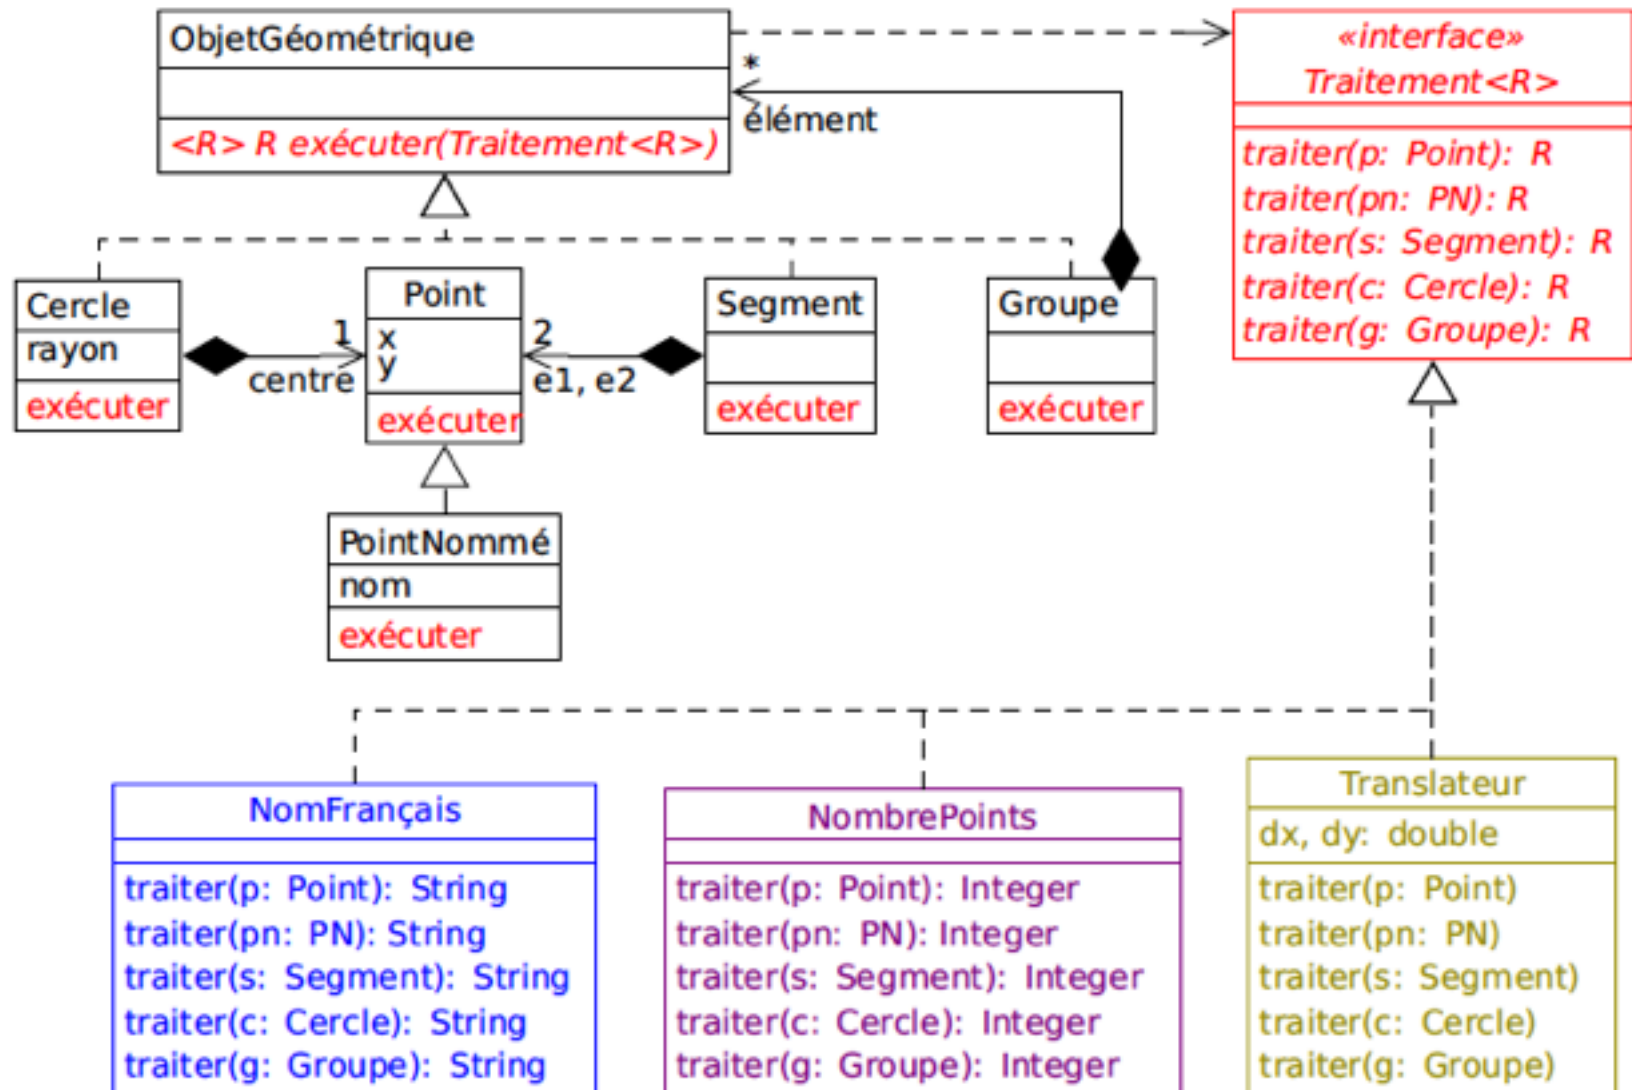 ObjetGéométrique
<R> R exécuter(Traitement<R>)
*
élément
«interface»
Traitement<R>
traiter(p: Point): R
traiter(pn: PN): R
traiter(s: Segment): R
traiter(c: Cercle): R
traiter(g: Groupe): R
Cercle
rayon
exécuter
1
centre
Point
x
y
exécuter
2
e1, e2
Segment
exécuter
Groupe
exécuter
PointNommé
nom
exécuter
NomFrançais
traiter(p: Point): String
traiter(pn: PN): String
traiter(s: Segment): String
traiter(c: Cercle): String
traiter(g: Groupe): String
NombrePoints
traiter(p: Point): Integer
traiter(pn: PN): Integer
traiter(s: Segment): Integer
traiter(c: Cercle): Integer
traiter(g: Groupe): Integer
Translateur
dx, dy: double
traiter(p: Point)
traiter(pn: PN)
traiter(s: Segment)
traiter(c: Cercle)
traiter(g: Groupe)